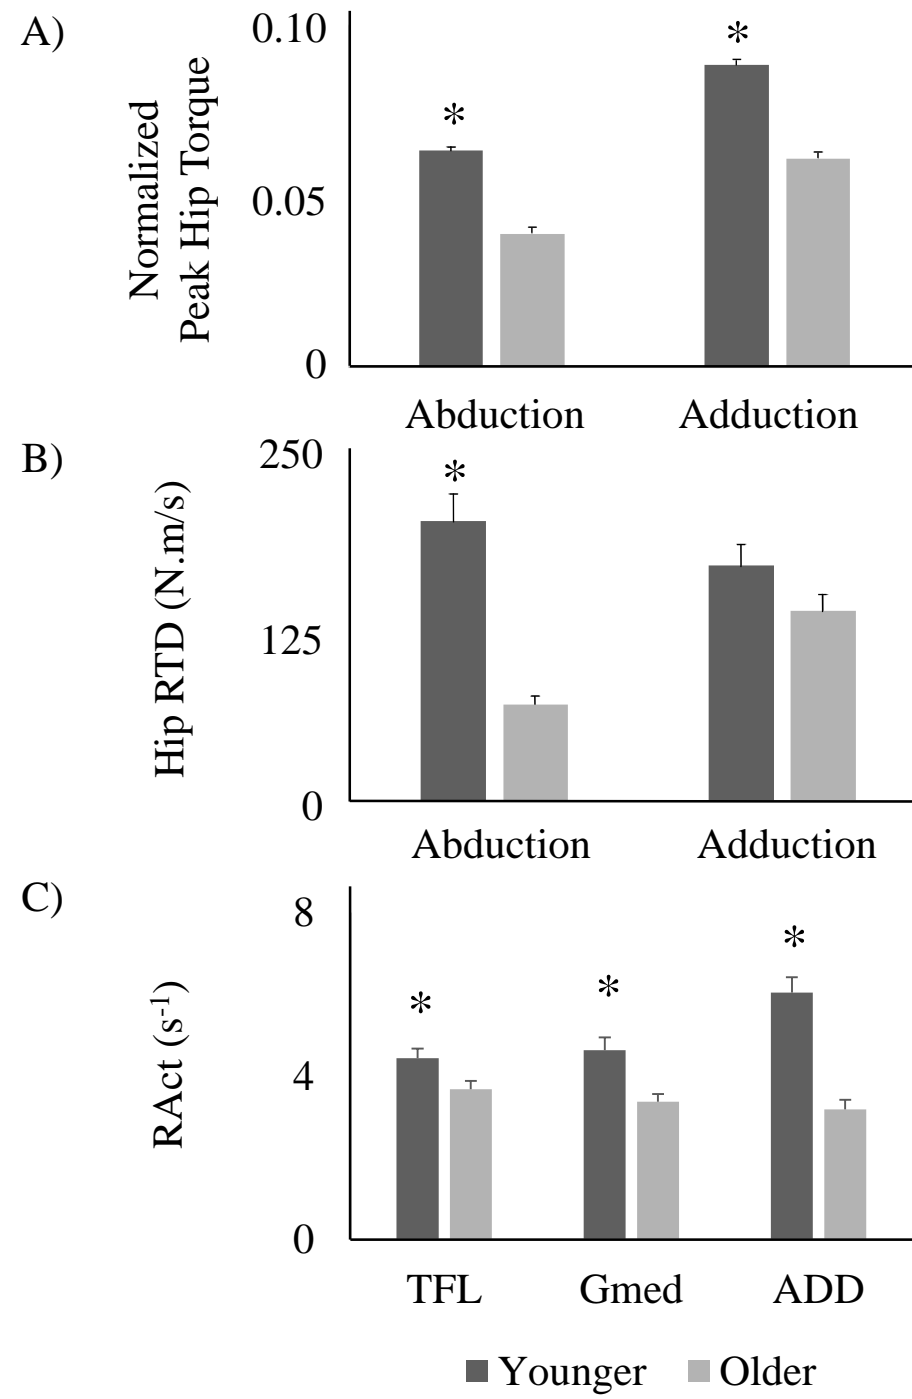 A)
Normalized
Peak Hip Torque
0.10
0.05
0
*
*
Abduction
Adduction
B)
Hip RTD (N.m/s)
250
125
0
*
Abduction
Adduction
C)
RAct (s⁻¹)
8
4
0
*
*
*
TFL
Gmed
ADD
Younger
Older